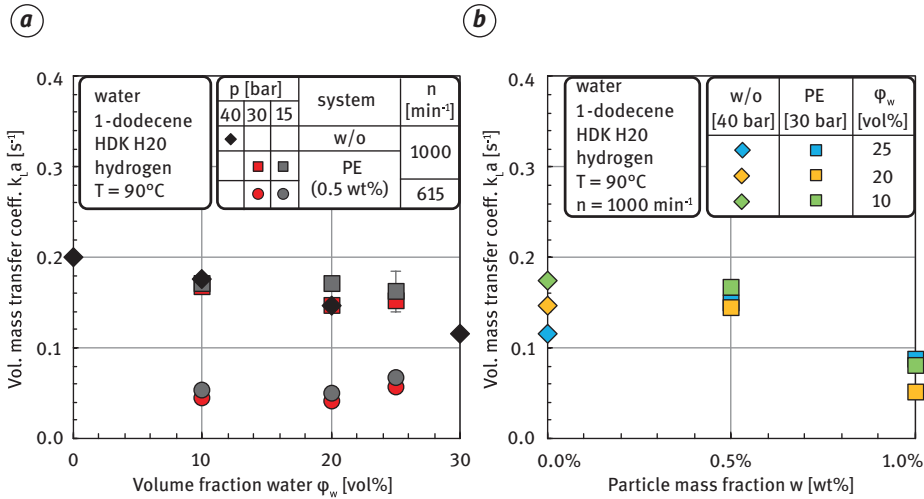 a
b
0.4
0.3
0.2
0.1
0.0
Vol. mass transfer coeff. kLa [s⁻¹]
water
1-dodecene
HDK H20
hydrogen
T = 90°C
p [bar]
system
n
[min⁻¹]
40 30 15
w/o
1000
PE
(0.5 wt%)
615
0 10 20 30
Volume fraction water φw [vol%]
0.4
0.3
0.2
0.1
0.0
Vol. mass transfer coeff. kLa [s⁻¹]
water
1-dodecene
HDK H20
hydrogen
T = 90°C
n = 1000 min⁻¹
w/o PE φw
[40 bar] [30 bar] [vol%]
25
20
10
0.0% 0.5% 1.0%
Particle mass fraction w [wt%]